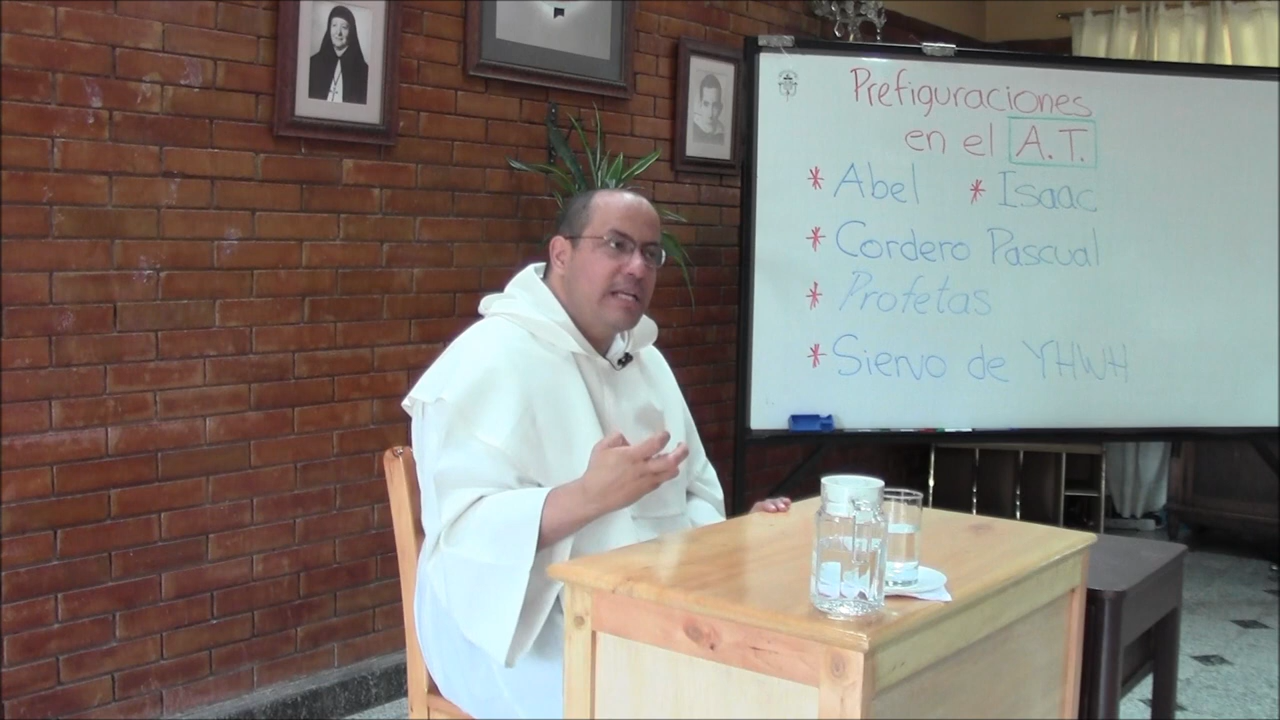 Prefiguraciones
en el A.T.
* Abel * Isaac
* Cordero Pascual
* Profetas
* Siervo de YHWH